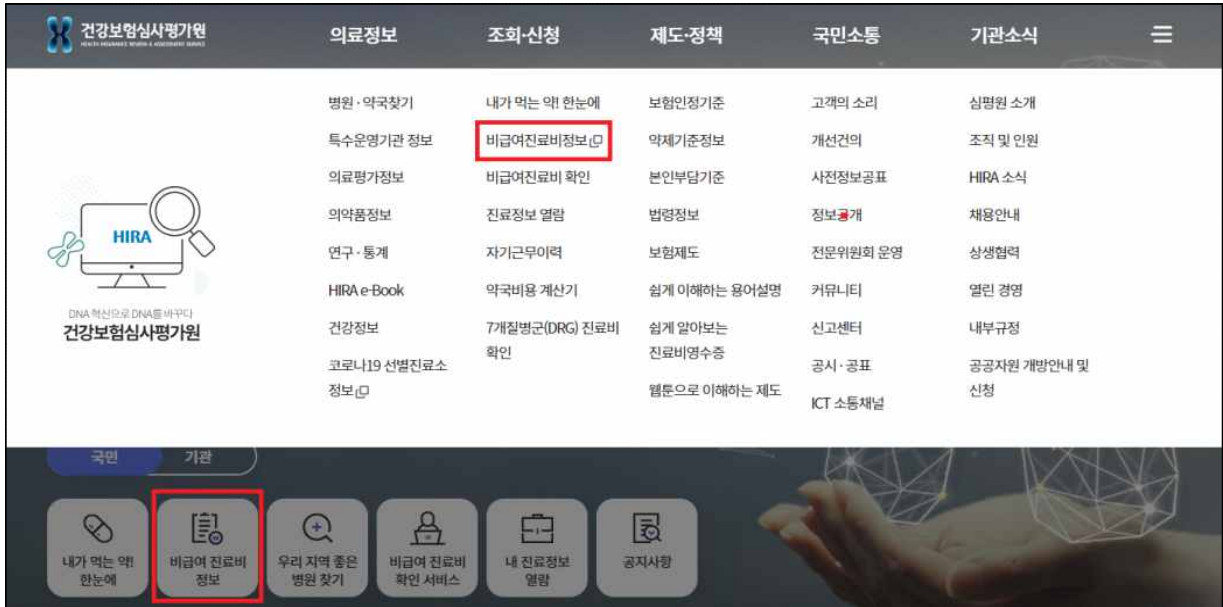 건강보험심사평가원
HEALTH INSURANCE REVIEW & ASSESSMENT SERVICE
의료정보
조회·신청
제도·정책
국민소통
기관소식
병원·약국찾기
특수운영기관 정보
의료평가정보
의약품정보
연구·통계
HIRA e-Book
건강정보
코로나19 선별진료소
정보
내가 먹는 약! 한눈에
비급여진료비정보
비급여진료비 확인
진료정보 열람
자기근무이력
약국비용 계산기
7개질병군(DRG) 진료비
확인
보험인정기준
약제기준정보
본인부담기준
법령정보
보험제도
쉽게 이해하는 용어설명
쉽게 알아보는
진료비영수증
웹툰으로 이해하는 제도
고객의 소리
개선건의
사전정보공표
정보공개
전문위원회 운영
커뮤니티
신고센터
공시·공표
ICT 소통채널
심평원 소개
조직 및 인원
HIRA 소식
채용안내
상생협력
열린 경영
내부규정
공공자원 개방안내 및
신청
HIRA
DNA 혁신으로 DNA를 바꾸다
건강보험심사평가원
국민
기관
내가 먹는 약!
한눈에
비급여 진료비
정보
우리 지역 좋은
병원 찾기
비급여 진료비
확인 서비스
내 진료정보
열람
공지사항